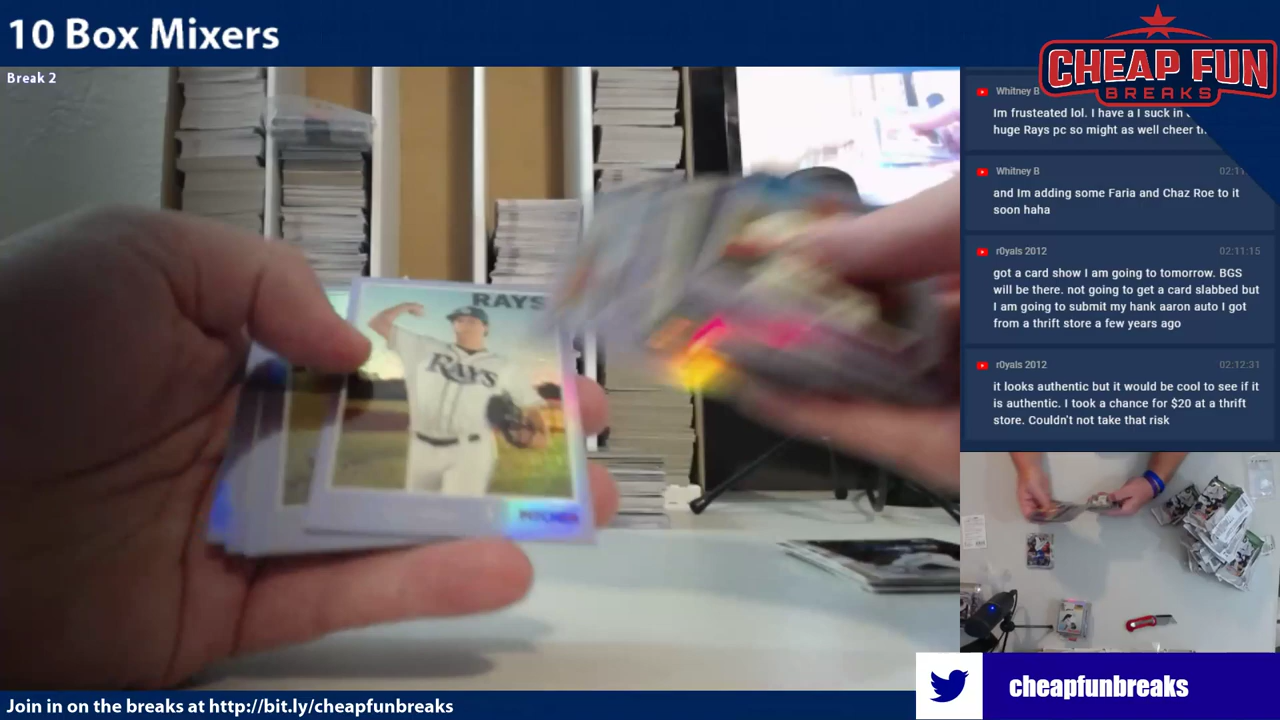 10 Box Mixers
Break 2
CHEAP FUN
BREAKS
Whitney B
Im frusteated lol. I have a I suck in
huge Rays pc so might as well cheer
Whitney B 02:11
and Im adding some Faria and Chaz Roe to it
soon haha
r0yals 2012 02:11:15
got a card show I am going to tomorrow. BGS
will be there. not going to get a card slabbed but
I am going to submit my hank aaron auto I got
from a thrift store a few years ago
r0yals 2012 02:12:31
it looks authentic but it would be cool to see if it
is authentic. I took a chance for $20 at a thrift
store. Couldn't not take that risk
RAYS
RAYS
PITCHER
cheapfunbreaks
Join in on the breaks at http://bit.ly/cheapfunbreaks